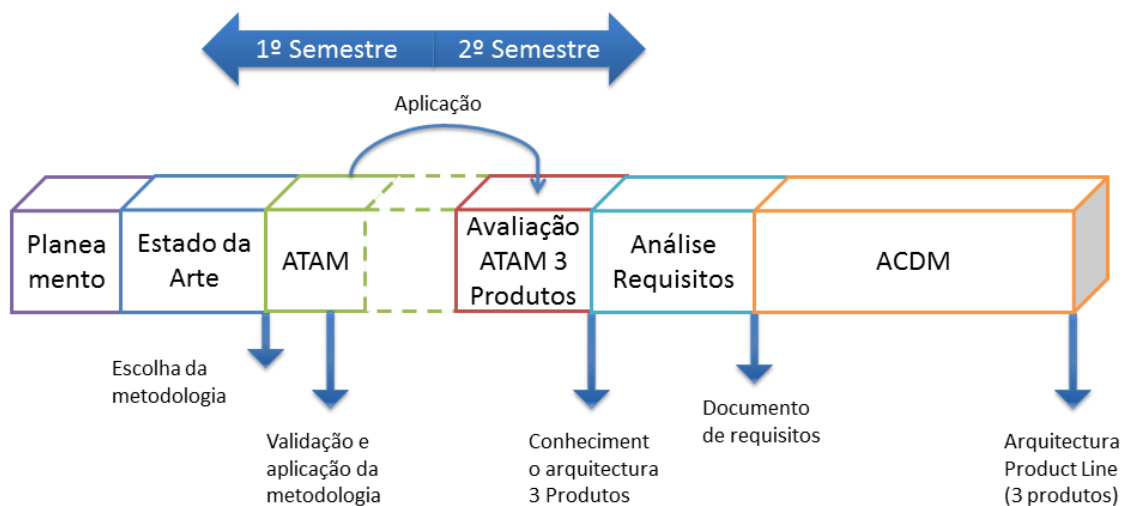 1º Semestre
2º Semestre
Aplicação
Planea
mento
Estado da
Arte
ATAM
Avaliação
ATAM 3
Produtos
Análise
Requisitos
ACDM
Escolha da
metodologia
Validação e
aplicação da
metodologia
Conheciment
o arquitectura
3 Produtos
Documento
de requisitos
Arquitectura
Product Line
(3 produtos)